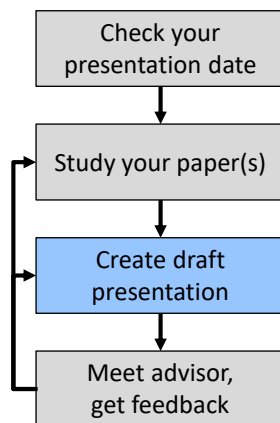 Check your
presentation date
Study your paper(s)
Create draft
presentation
Meet advisor,
get feedback